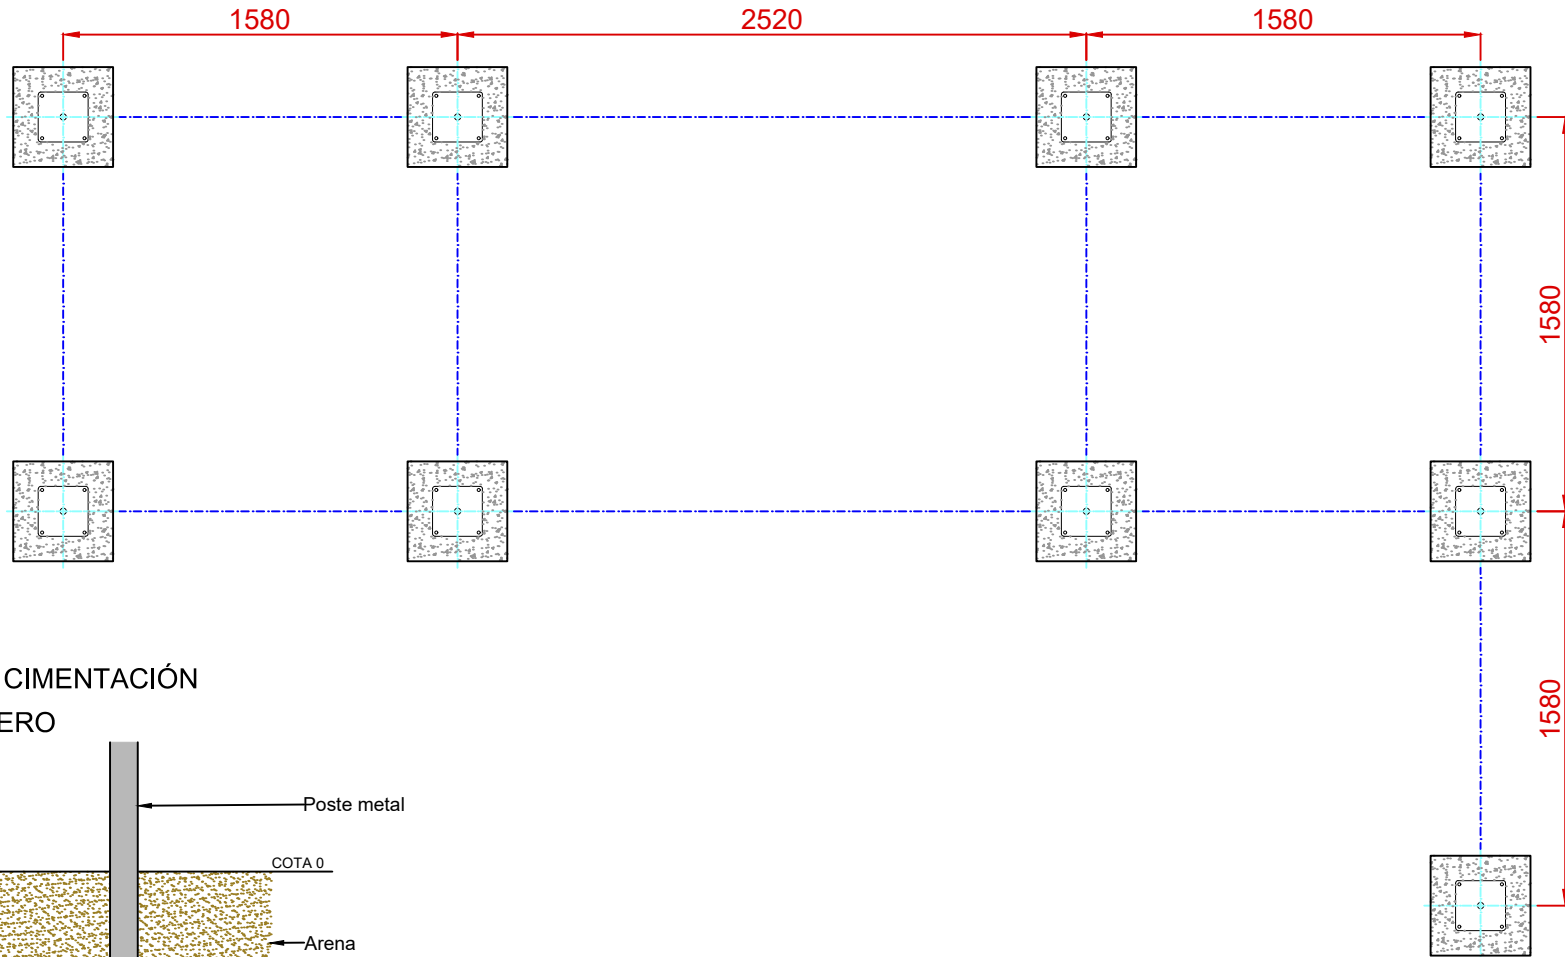 1580
2520
1580
1580
1580
CIMENTACIÓN
ERO
Poste metal
COTA 0
Arena